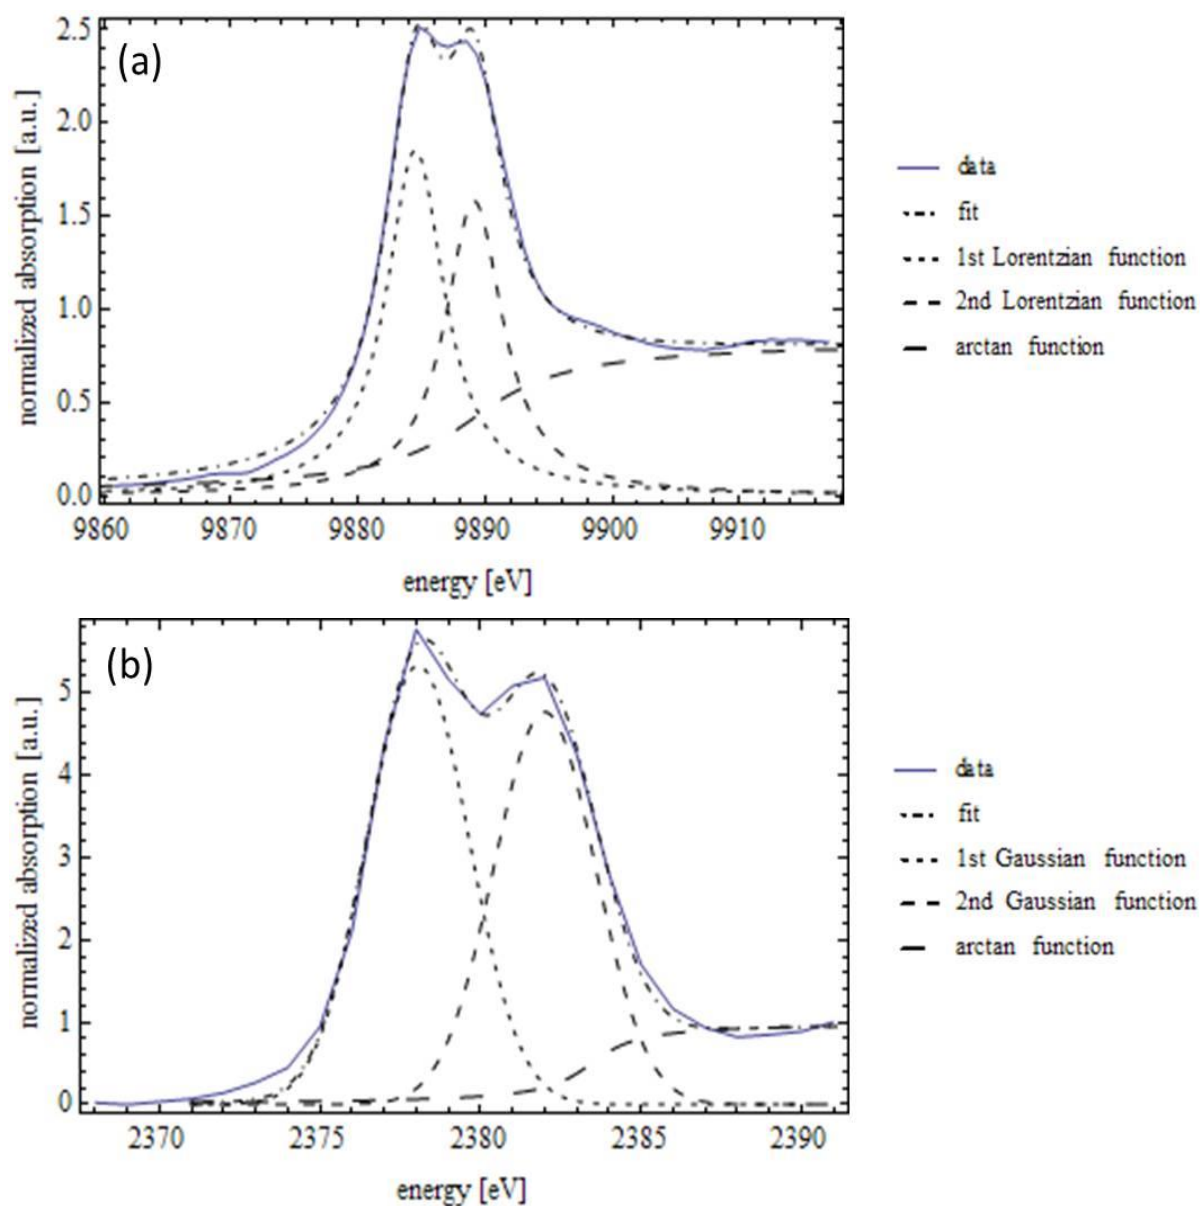 (a)
normalized absorption [a.u.]
2.5
2.0
1.5
1.0
0.5
0.0
9860 9870 9880 9890 9900 9910
energy [eV]
data
fit
1st Lorentzian function
2nd Lorentzian function
arctan function
(b)
normalized absorption [a.u.]
5
4
3
2
1
0
2370 2375 2380 2385 2390
energy [eV]
data
fit
1st Gaussian function
2nd Gaussian function
arctan function